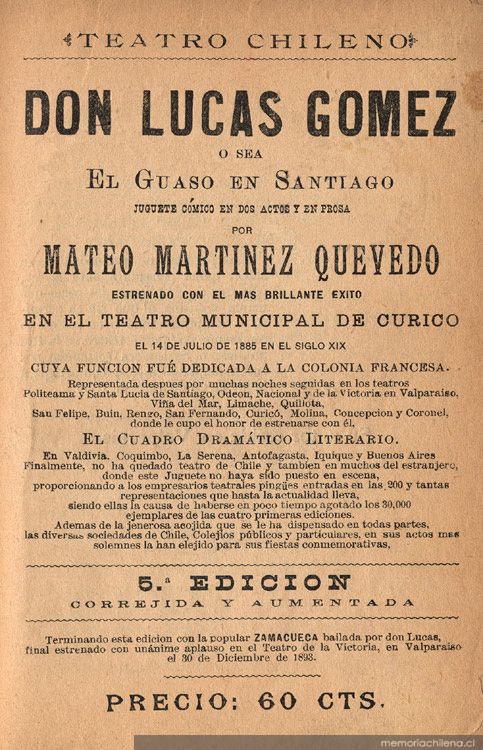 TEATRO CHILENO
DON LUCAS GOMEZ
O SEA
EL GUASO EN SANTIAGO
JUGUETE CÓMICO EN DOS ACTOS Y EN PROSA
POR
MATEO MARTINEZ QUEVEDO
ESTRENADO CON EL MAS BRILLANTE EXITO
EN EL TEATRO MUNICIPAL DE CURICO
EL 14 DE JULIO DE 1885 EN EL SIGLO XIX
CUYA FUNCION FUÉ DEDICADA A LA COLONIA FRANCESA.
Representada despues por muchas noches seguidas en los teatros
Politeama y Santa Lucia de Santiago, Odeon, Nacional y de la Victoria en Valparaiso,
Viña del Mar, Limache, Quillota,
San Felipe, Buin, Rengo, San Fernando, Curicó, Molina, Concepcion y Coronel,
donde le cupo el honor de estrenarse con él,
EL CUADRO DRAMÁTICO LITERARIO.
En Valdivia. Coquimbo, La Serena, Antofagasta, Iquique y Buenos Aires
Finalmente, no ha quedado teatro de Chile y tambien en muchos del estranjero,
donde este Juguete no haya sido puesto en escena,
proporcionando a los empresarios teatrales pingües entradas en las 200 y tantas
representaciones que hasta la actualidad lleva,
siendo ellas la causa de haberse en poco tiempo agotado los 30,000
ejemplares de las cuatro primeras ediciones.
Ademas de la jenerosa acojida que se le ha dispensado en todas partes,
las diversas sociedades de Chile, Colejios públicos y particulares, en sus actos mas
solemnes la han elejido para sus fiestas conmemorativas,
5.ª EDICION
CORREJIDA Y AUMENTADA
Terminando esta edicion con la popular ZAMACUECA bailada por don Lucas,
final estrenado con unánime aplauso en el Teatro de la Victoria, en Valparaiso
el 30 de Diciembre de 1893.
PRECIO: 60 CTS.
memoriachilena.cl